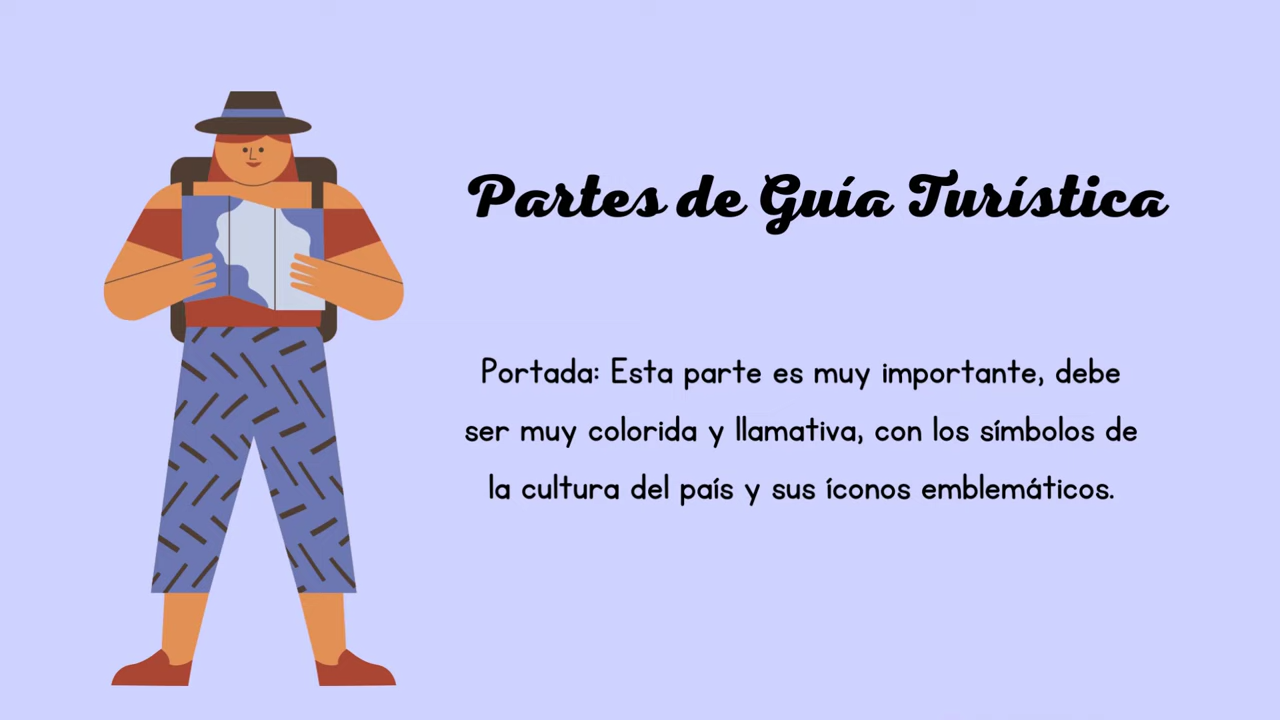 Partes de Guía Turística
Portada: Esta parte es muy importante, debe
ser muy colorida y llamativa, con los símbolos de
la cultura del país y sus íconos emblemáticos.